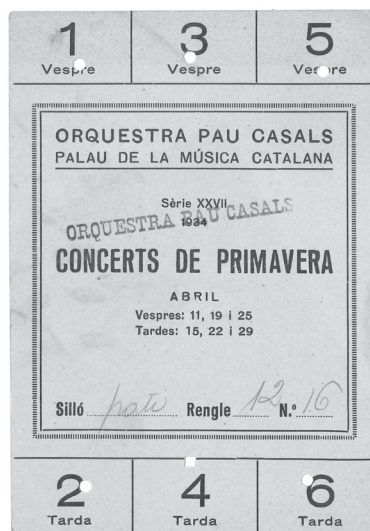 1 3 5
Vespre Vespre Vespre
ORQUESTRA PAU CASALS
PALAU DE LA MÚSICA CATALANA
Sèrie XXVII
1934
ORQUESTRA PAU CASALS
CONCERTS DE PRIMAVERA
ABRIL
Vespres: 11, 19 i 25
Tardes: 15, 22 i 29
Silló pati Rengle 12 N.º 16
2 4 6
Tarda Tarda Tarda